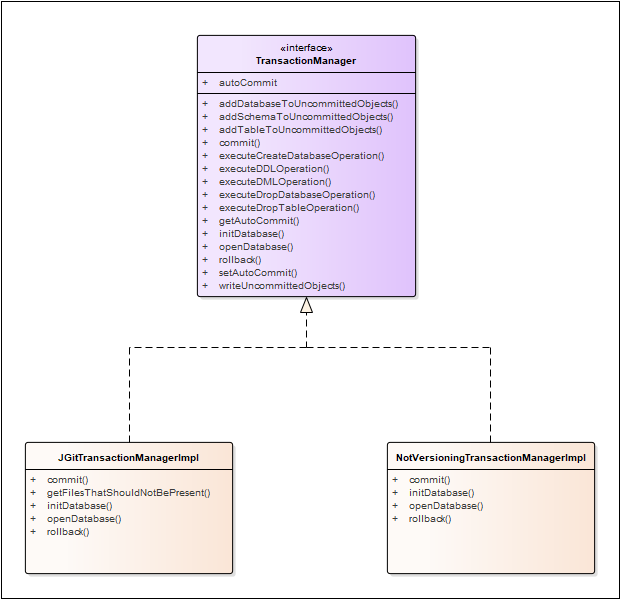 «interface»
TransactionManager
+ autoCommit
+ addDatabaseToUncommittedObjects()
+ addSchemaToUncommittedObjects()
+ addTableToUncommittedObjects()
+ commit()
+ executeCreateDatabaseOperation()
+ executeDDLOperation()
+ executeDMLOperation()
+ executeDropDatabaseOperation()
+ executeDropTableOperation()
+ getAutoCommit()
+ initDatabase()
+ openDatabase()
+ rollback()
+ setAutoCommit()
+ writeUncommittedObjects()
JGitTransactionManagerImpl
+ commit()
+ getFilesThatShouldNotBePresent()
+ initDatabase()
+ openDatabase()
+ rollback()
NotVersioningTransactionManagerImpl
+ commit()
+ initDatabase()
+ openDatabase()
+ rollback()